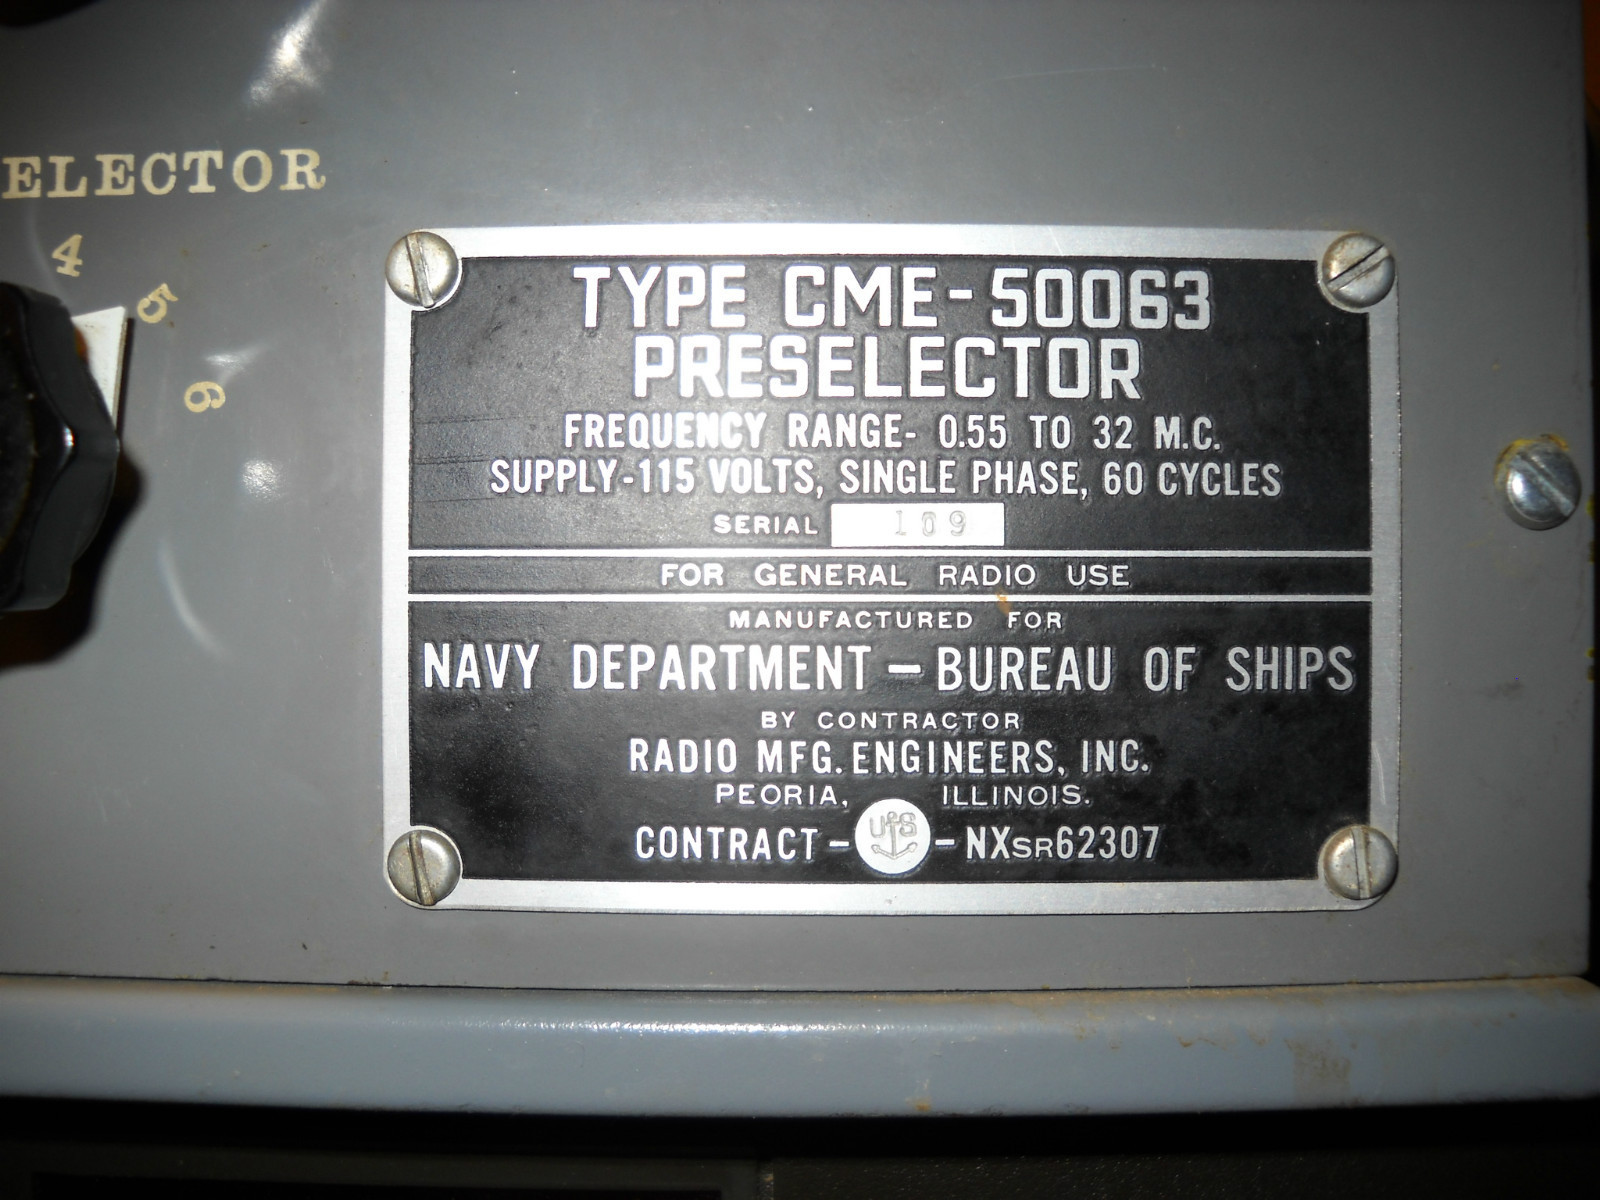 ELECTOR
4
5
6
TYPE CME-50063
PRESELECTOR
FREQUENCY RANGE- 0.55 TO 32 M.C.
SUPPLY-115 VOLTS, SINGLE PHASE, 60 CYCLES
SERIAL 109
FOR GENERAL RADIO USE
MANUFACTURED FOR
NAVY DEPARTMENT - BUREAU OF SHIPS
BY CONTRACTOR
RADIO MFG. ENGINEERS, INC.
PEORIA, ILLINOIS.
CONTRACT - US - NXSR62307